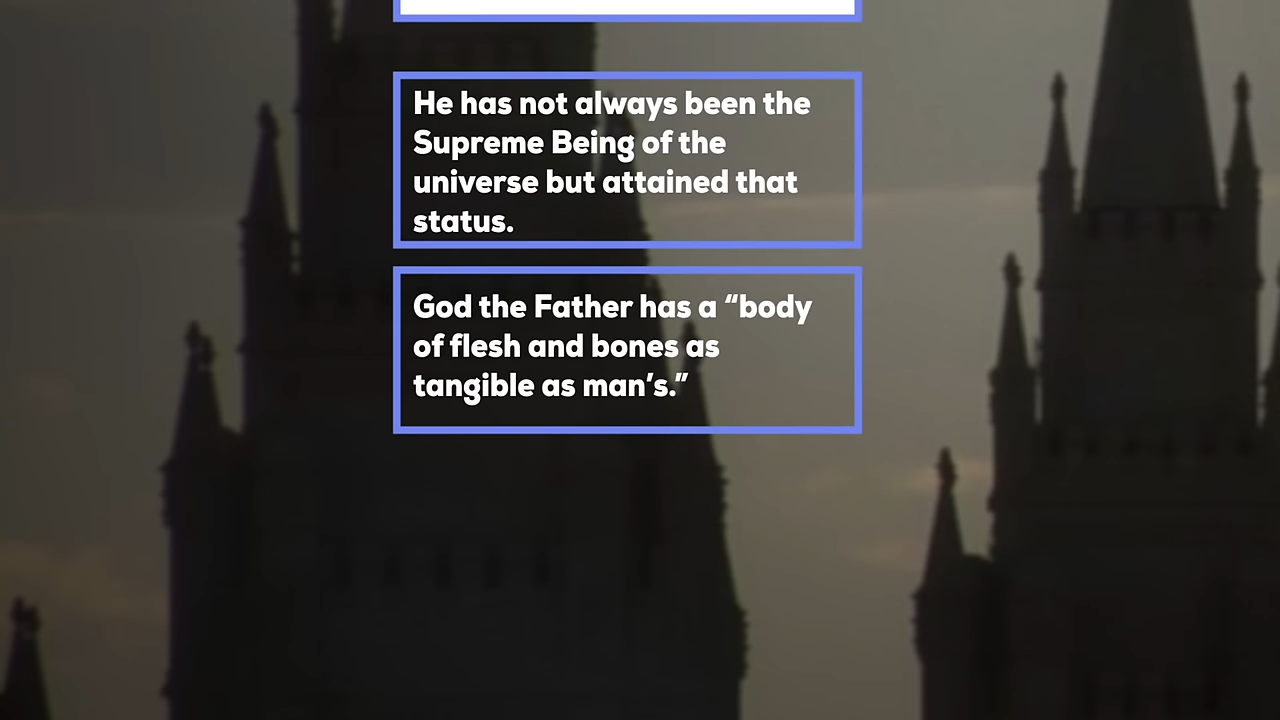 He has not always been the
Supreme Being of the
universe but attained that
status.
God the Father has a “body
of flesh and bones as
tangible as man’s.”